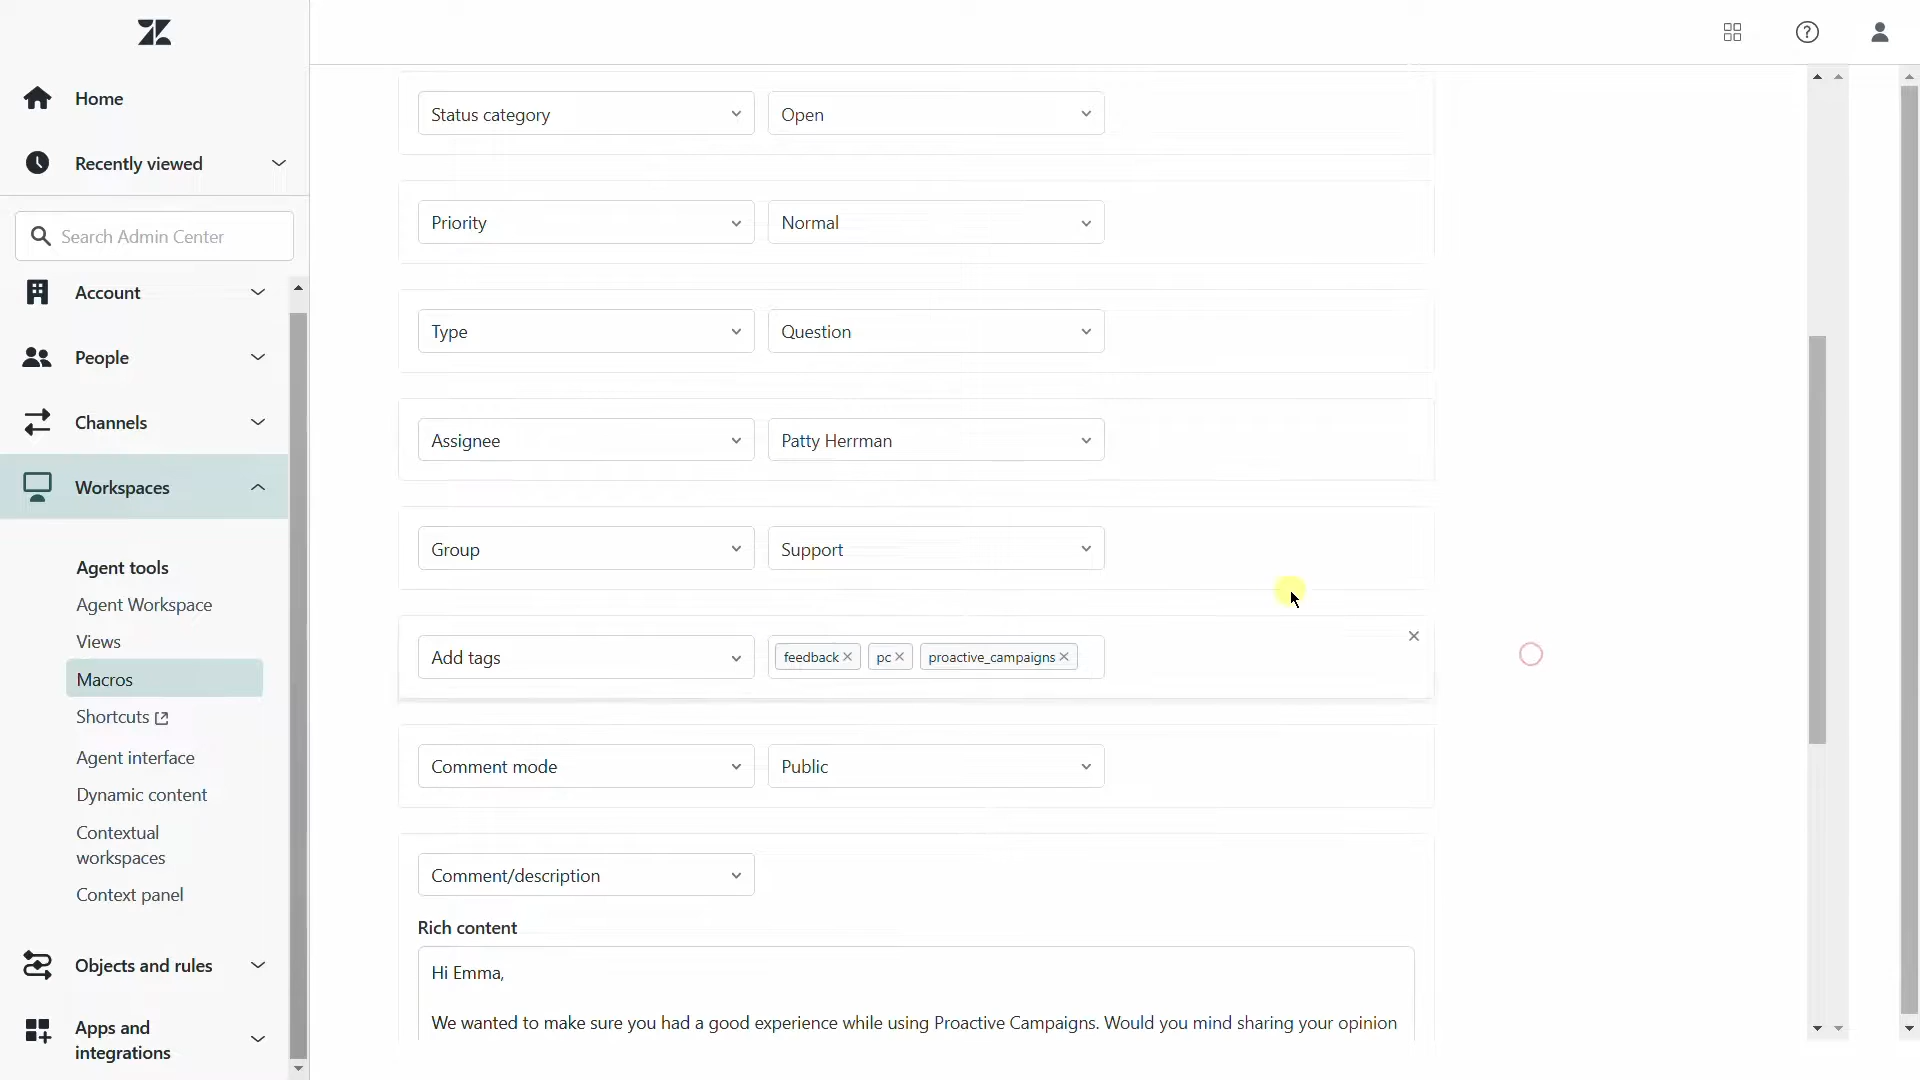 Home
Recently viewed
Search Admin Center
Account
People
Channels
Workspaces
Agent tools
Agent Workspace
Views
Macros
Shortcuts
Agent interface
Dynamic content
Contextual
workspaces
Context panel
Objects and rules
Apps and
integrations
Status category Open
Priority Normal
Type Question
Assignee Patty Herrman
Group Support
Add tags feedback pc proactive_campaigns
Comment mode Public
Comment/description
Rich content
Hi Emma,
We wanted to make sure you had a good experience while using Proactive Campaigns. Would you mind sharing your opinion